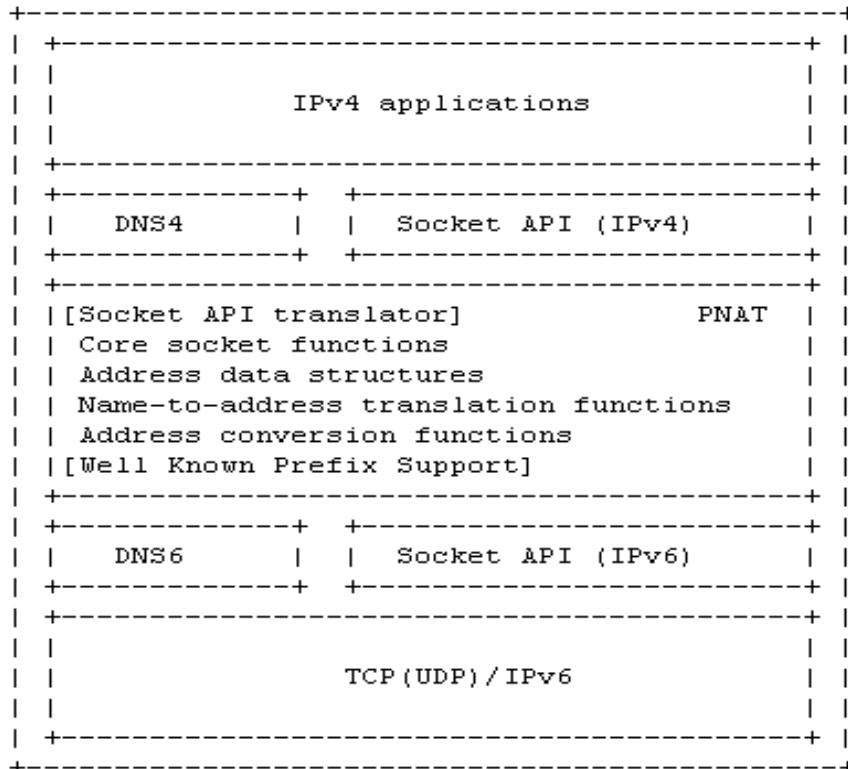 IPv4 applications
DNS4 Socket API (IPv4)
[Socket API translator] PNAT
Core socket functions
Address data structures
Name-to-address translation functions
Address conversion functions
[Well Known Prefix Support]
DNS6 Socket API (IPv6)
TCP(UDP)/IPv6